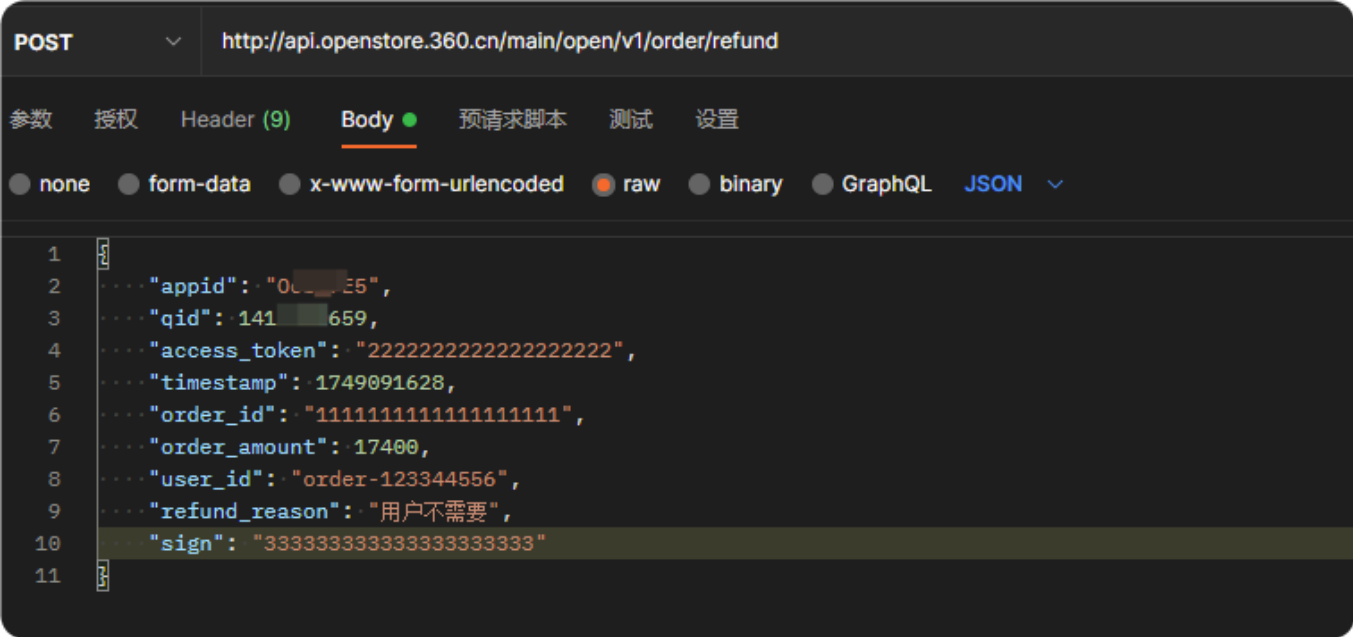 POST http://api.openstore.360.cn/main/open/v1/order/refund
参数 授权 Header (9) Body 预请求脚本 测试 设置
none form-data x-www-form-urlencoded raw binary GraphQL JSON
1 {
2 "appid": "O E5",
3 "qid": 141 659,
4 "access_token": "2222222222222222222",
5 "timestamp": 1749091628,
6 "order_id": "1111111111111111111",
7 "order_amount": 17400,
8 "user_id": "order-123344556",
9 "refund_reason": "用户不需要",
10 "sign": "333333333333333333333"
11 }